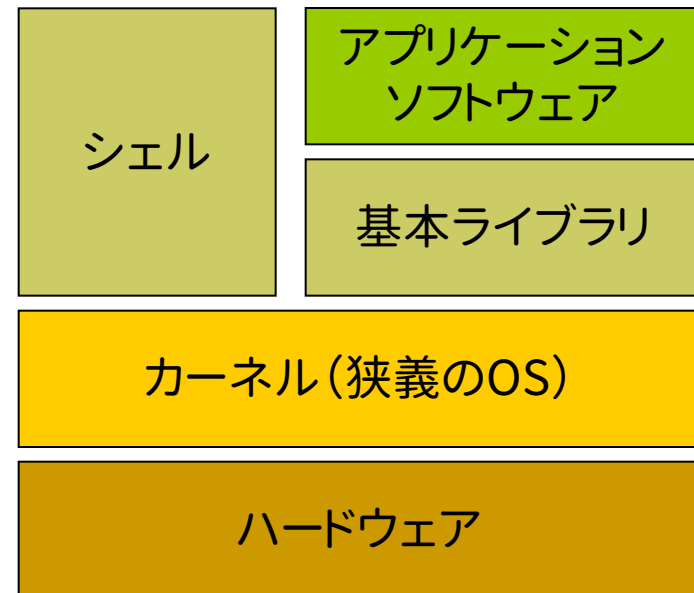 シェル
アプリケーション
ソフトウェア
基本ライブラリ
カーネル（狭義のOS）
ハードウェア